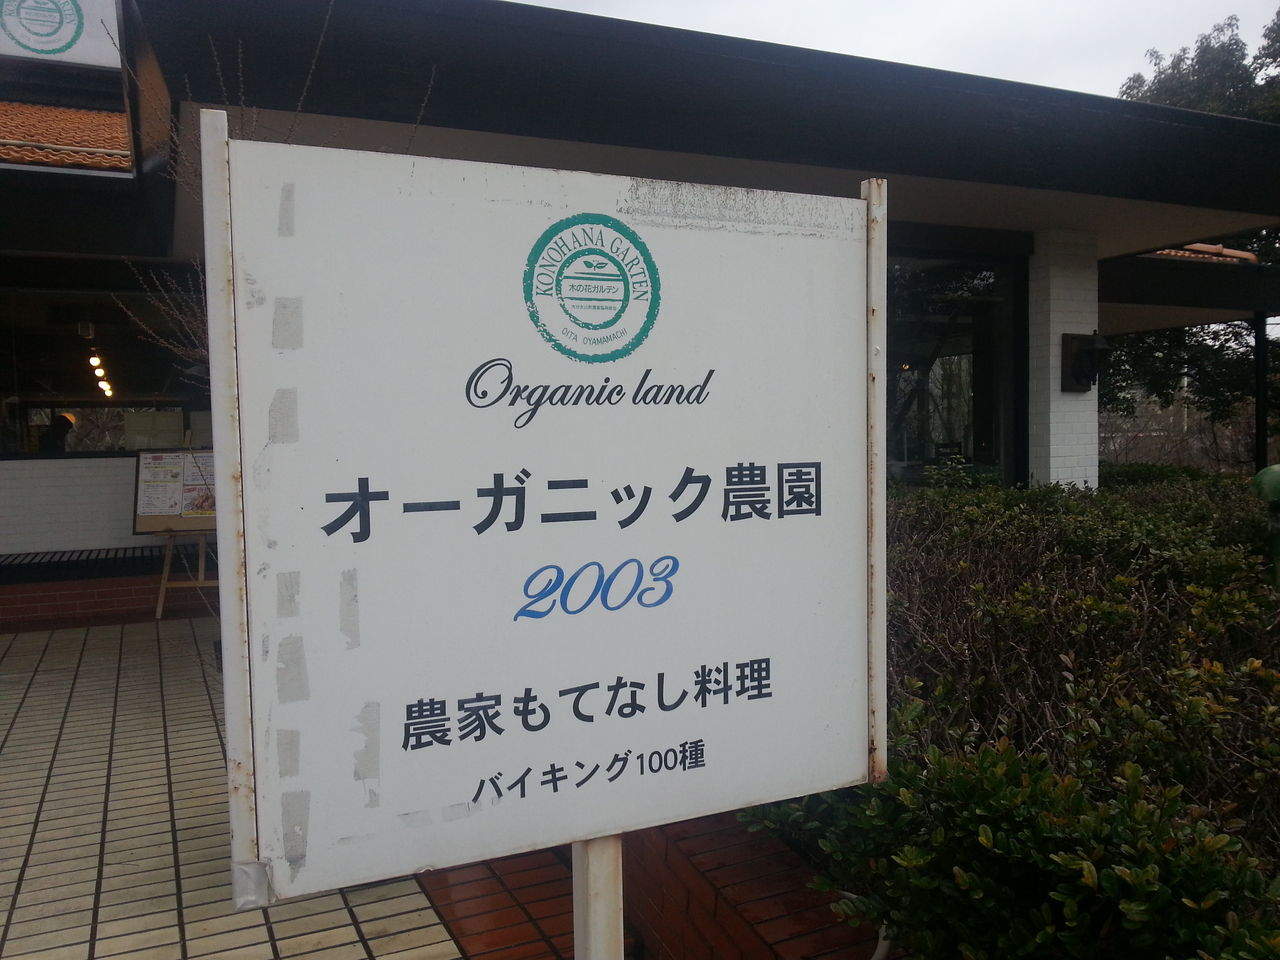 KONOHANA GARTEN
木の花ガルテン
OITA OYAMAMACHI
Organic land
オーガニック農園
2003
農家もてなし料理
バイキング100種